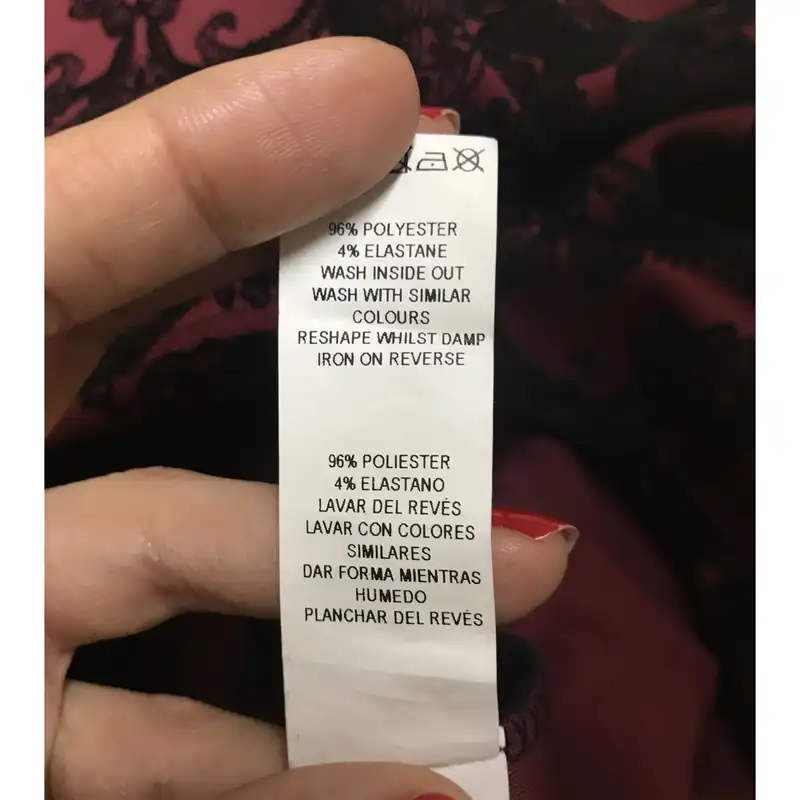 96% POLYESTER
4% ELASTANE
WASH INSIDE OUT
WASH WITH SIMILAR
COLOURS
RESHAPE WHILST DAMP
IRON ON REVERSE
96% POLIESTER
4% ELASTANO
LAVAR DEL REVÉS
LAVAR CON COLORES
SIMILARES
DAR FORMA MIENTRAS
HUMEDO
PLANCHAR DEL REVÉS